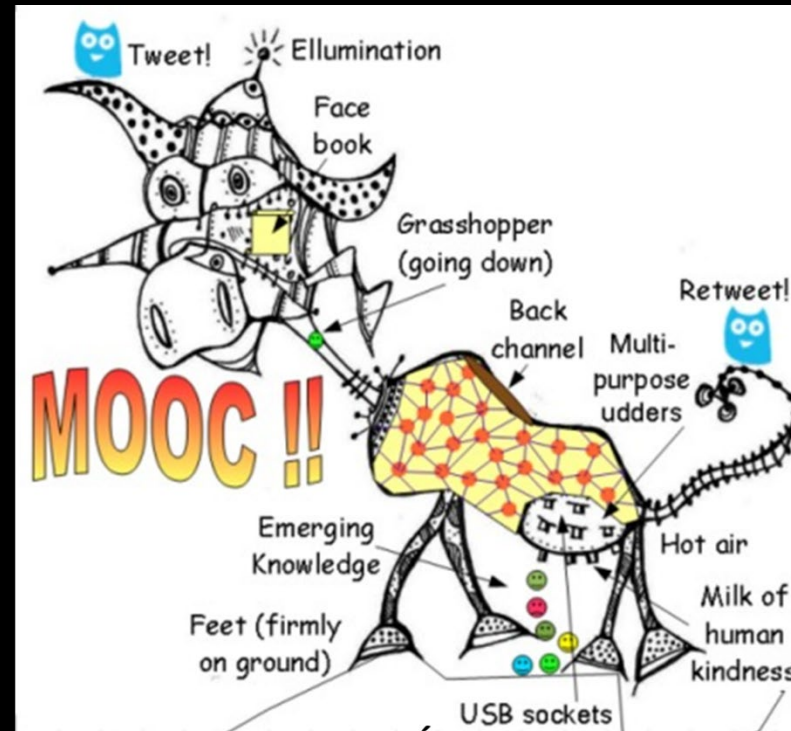 Tweet!
Ellumination
Face
book
Grasshopper
(going down)
Retweet!
Back
channel
Multi-
purpose
udders
MOOC !!
Emerging
Knowledge
Hot air
Feet (firmly
on ground)
Milk of
human
kindness
USB sockets